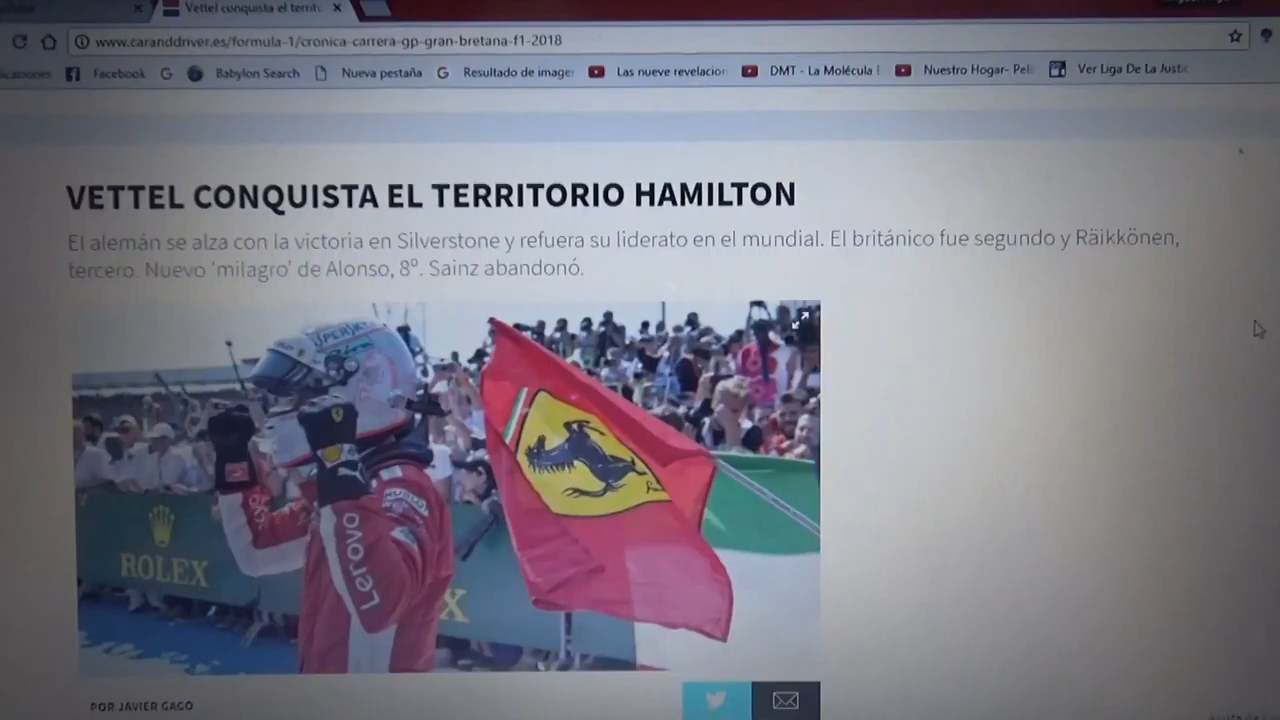 Vettel conquista el territ
www.caranddriver.es/formula-1/cronica-carrera-gp-gran-bretana-f1-2018
Facebook Babylon Search Nueva pestaña Resultado de image Las nueve revelacion DMT - La Molécula Nuestro Hogar- Pel Ver Liga De La Justic
VETTEL CONQUISTA EL TERRITORIO HAMILTON
El alemán se alza con la victoria en Silverstone y refuera su liderato en el mundial. El británico fue segundo y Räikkönen,
tercero. Nuevo 'milagro' de Alonso, 8º. Sainz abandonó.
Lenovo
ROLEX
X
POR JAVIER GAGO